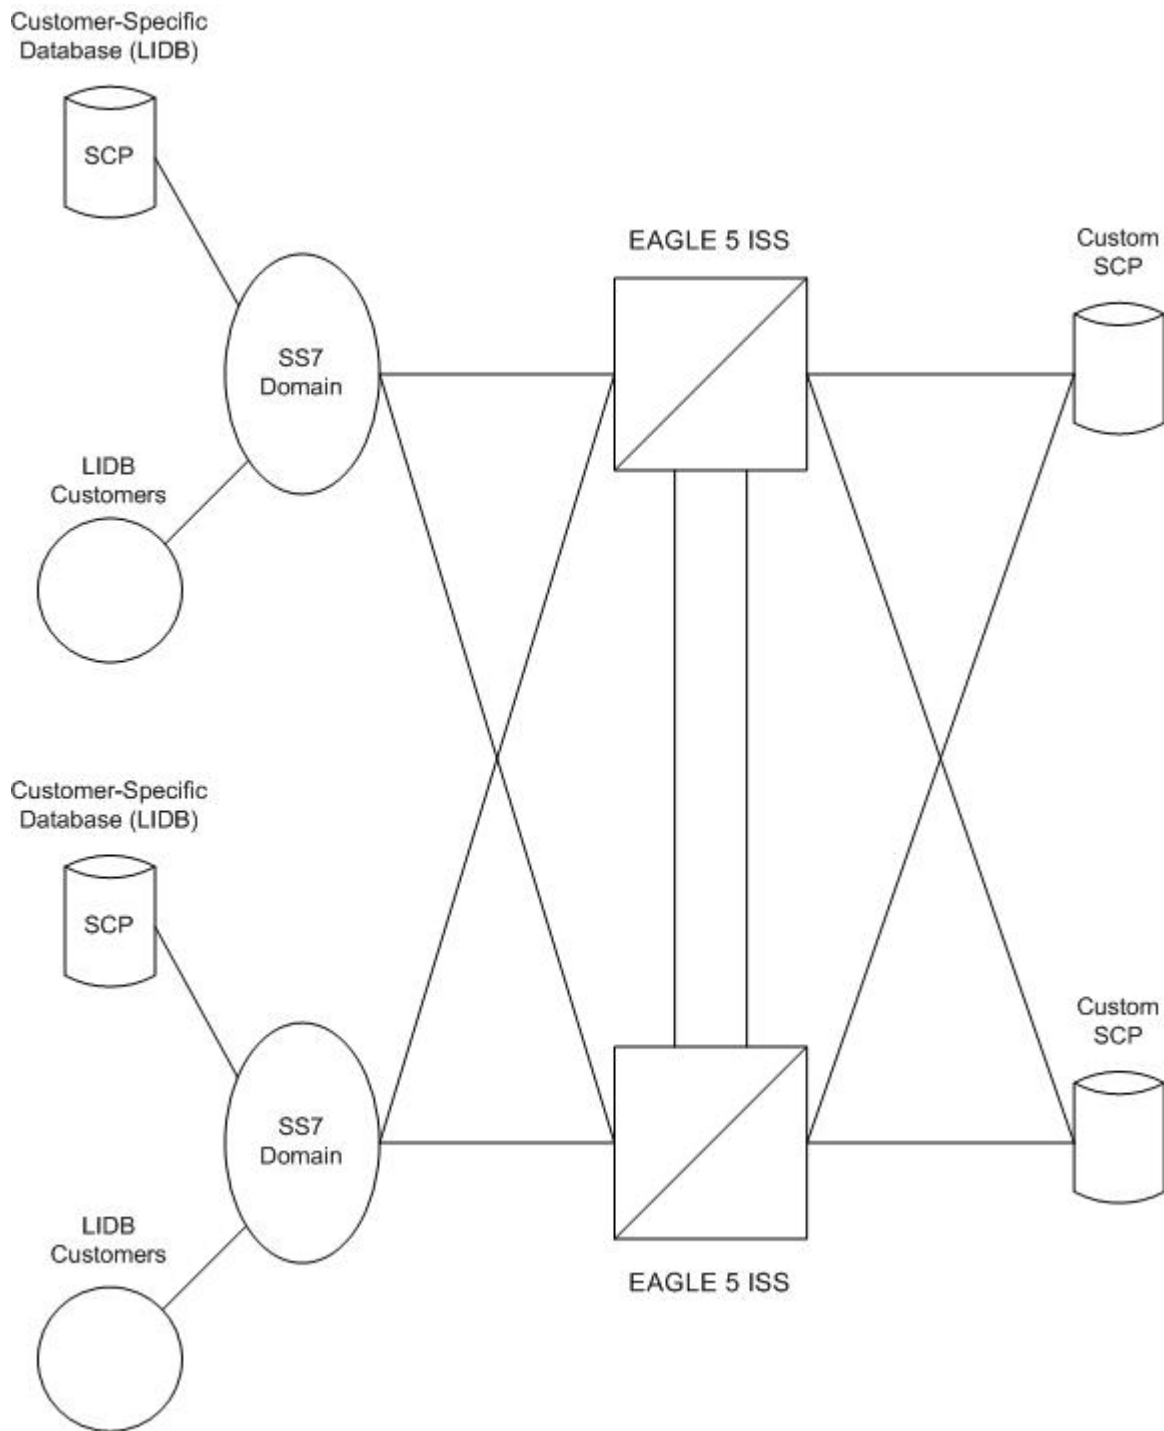 Customer-Specific
Database (LIDB)
SCP
EAGLE 5 ISS
Custom
SCP
SS7
Domain
LIDB
Customers
Customer-Specific
Database (LIDB)
SCP
Custom
SCP
SS7
Domain
LIDB
Customers
EAGLE 5 ISS